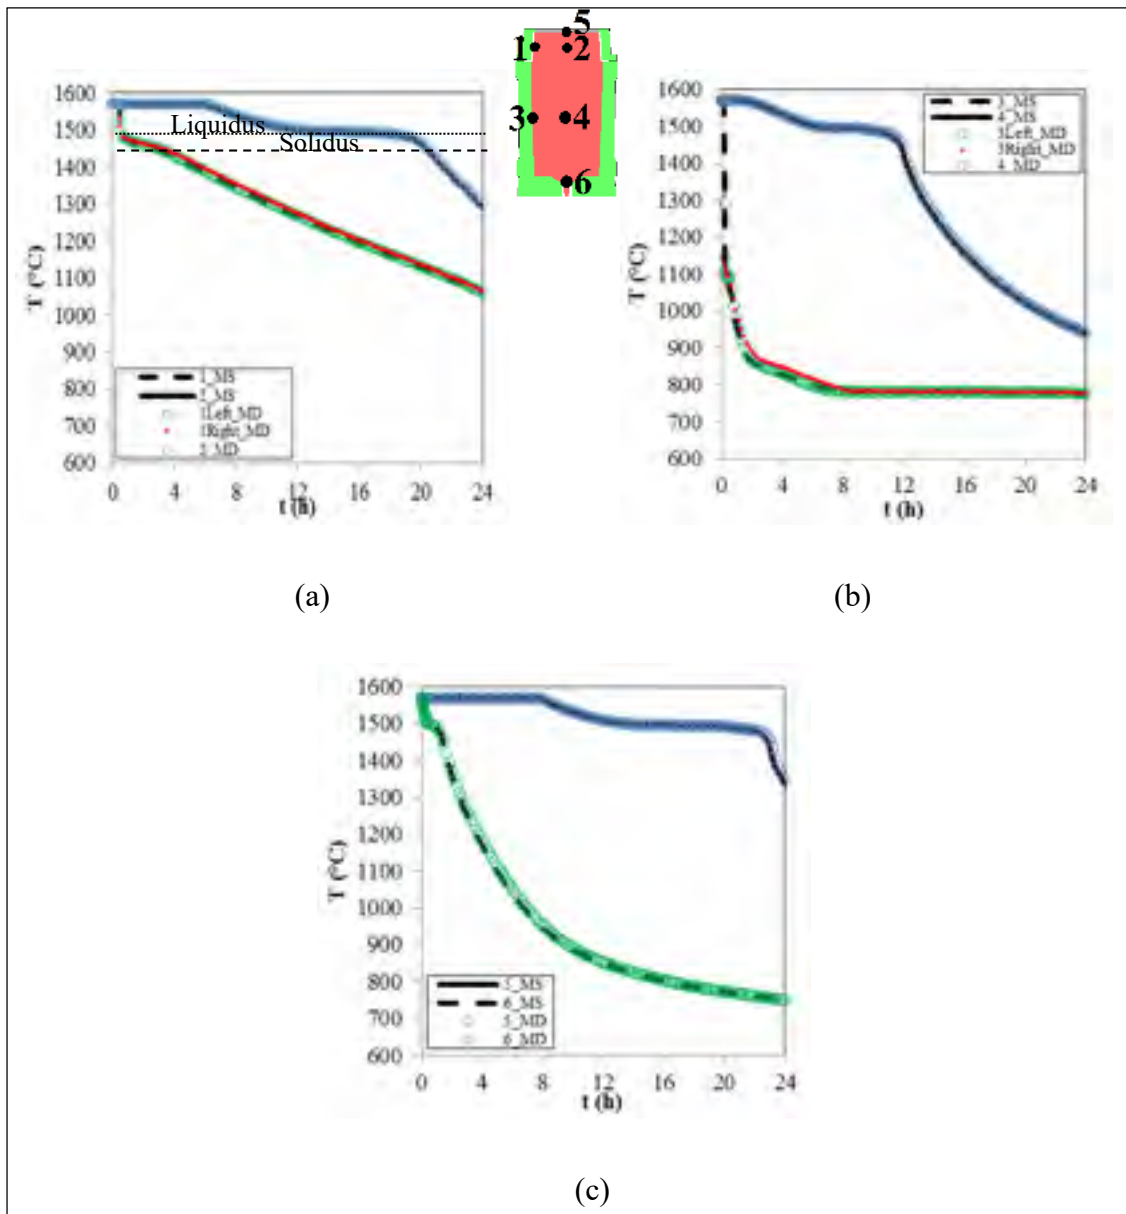 5
1
2
3
4
6
1600
1500
1400
1300
1200
1100
1000
900
800
700
600
T (°C)
Liquidus
Solidus
1_MS
2_MS
1Left_MD
1Right_MD
2_MD
0 4 8 12 16 20 24
t (h)
(a)
1600
1500
1400
1300
1200
1100
1000
900
800
700
600
T (°C)
3_MS
4_MS
3Left_MD
3Right_MD
4_MD
0 4 8 12 16 20 24
t (h)
(b)
1600
1500
1400
1300
1200
1100
1000
900
800
700
600
T (°C)
5_MS
6_MS
5_MD
6_MD
0 4 8 12 16 20 24
t (h)
(c)